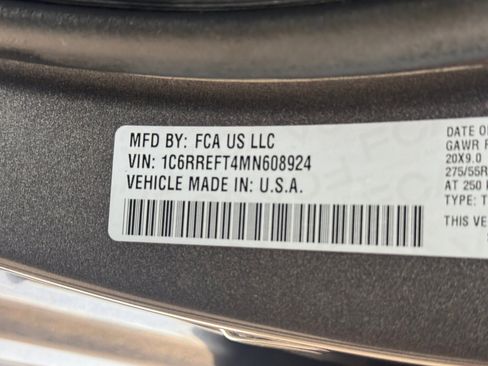 MFD BY: FCA US LLC
VIN: 1C6RREFT4MN608924
VEHICLE MADE IN: U.S.A.
DATE OF
GAWR
20X9.0
275/55R
AT 250
TYPE:
THIS VE